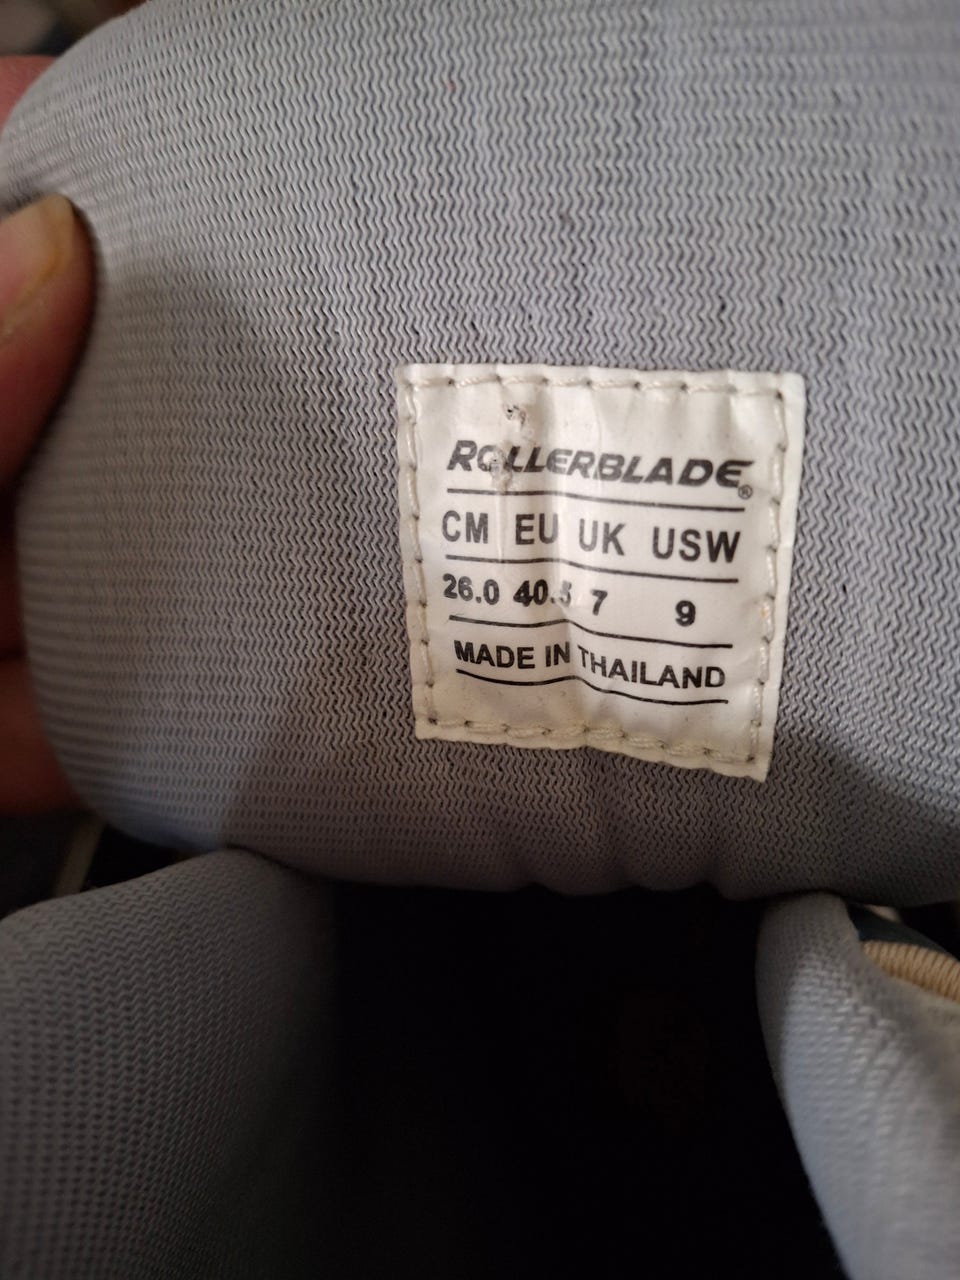 ROLLERBLADE®
CM EU UK USW
26.0 40.5 7 9
MADE IN THAILAND